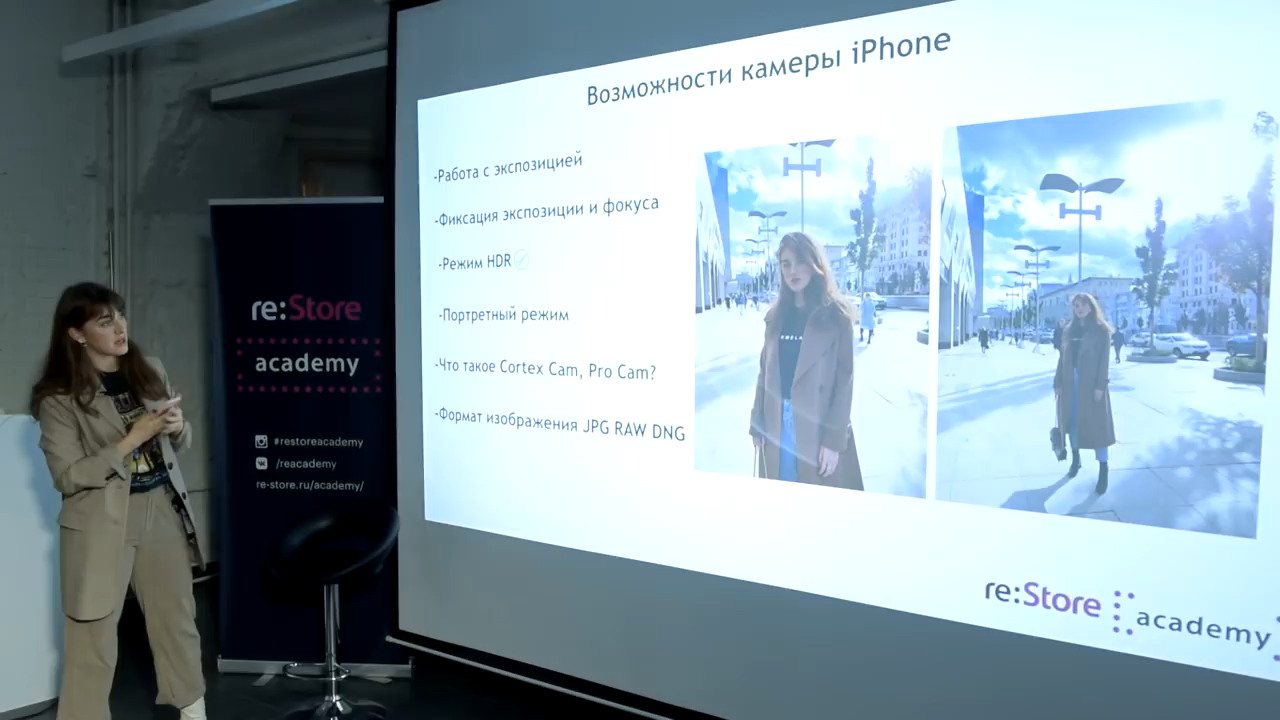 Возможности камеры iPhone
-Работа с экспозицией
-Фиксация экспозиции и фокуса
-Режим HDR
-Портретный режим
-Что такое Cortex Cam, Pro Cam?
-Формат изображения JPG RAW DNG
re:Store academy
re:Store
academy
#restoreacademy
/reacademy
re-store.ru/academy/